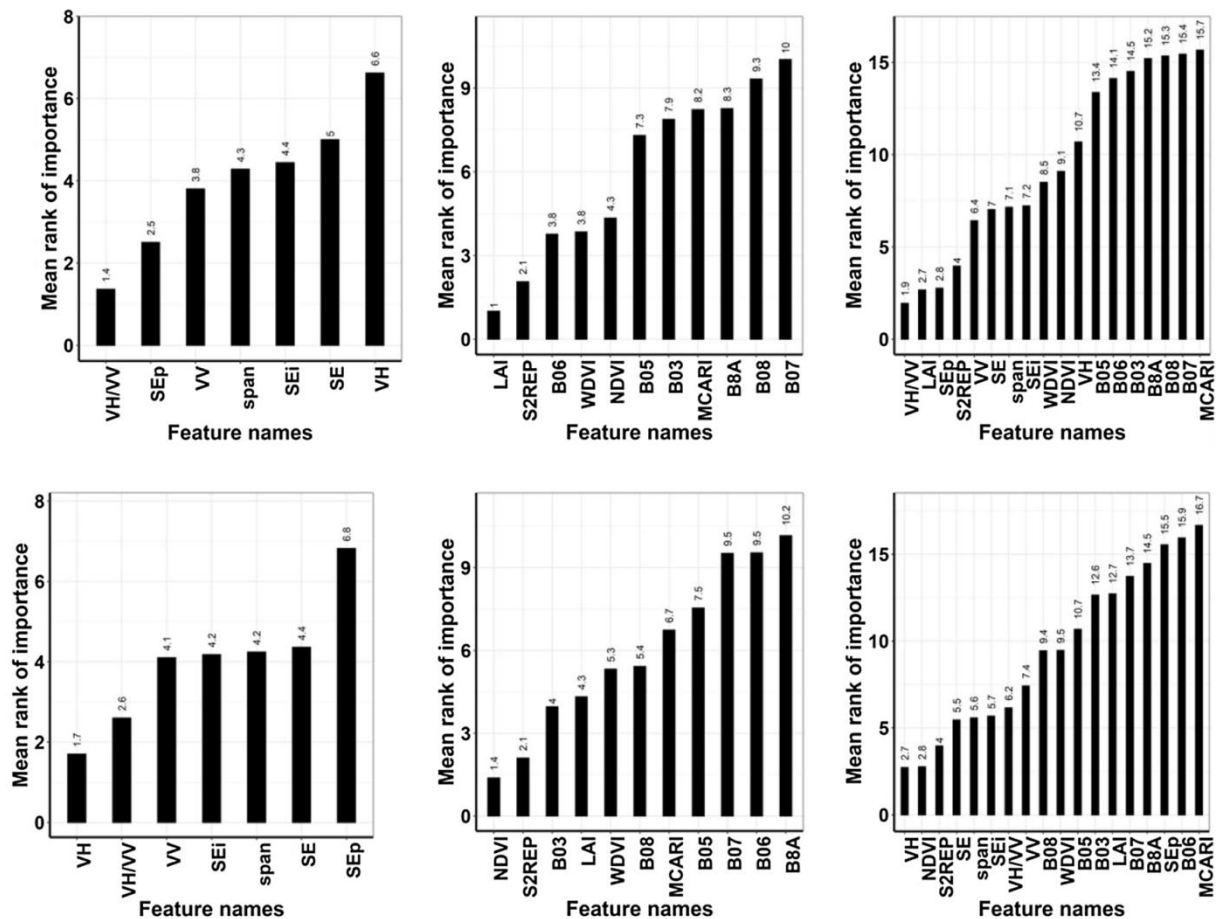 Mean rank of importance
8
6
4
2
0
1.4
2.5
3.8
4.3
4.4
5
6.6
VH/VV
SEp
VV
span
SEi
SE
VH
Feature names
Mean rank of importance
9
6
3
0
1
2.1
3.8
3.8
4.3
7.3
7.9
8.2
8.3
9.3
10
LAI
S2REP
B06
WDVI
NDVI
B05
B03
MCARI
B8A
B08
B07
Feature names
Mean rank of importance
15
10
5
0
1.9
2.7
2.8
4
6.4
7
7.1
7.2
8.5
9.1
10.7
13.4
14.1
14.5
15.2
15.3
15.4
15.7
VH/VV
LAI
SEp
S2REP
VV
SE
span
SEi
WDVI
NDVI
VH
B05
B06
B03
B8A
B08
B07
MCARI
Feature names
Mean rank of importance
8
6
4
2
0
1.7
2.6
4.1
4.2
4.2
4.4
6.8
VH
VH/VV
VV
SEi
span
SE
SEp
Feature names
Mean rank of importance
9
6
3
0
1.4
2.1
4
4.3
5.3
5.4
6.7
7.5
9.5
9.5
10.2
NDVI
S2REP
B03
LAI
WDVI
B08
MCARI
B05
B07
B06
B8A
Feature names
Mean rank of importance
15
10
5
0
2.7
2.8
4
5.5
5.6
5.7
6.2
7.4
9.4
9.5
10.7
12.6
12.7
13.7
14.5
15.5
15.9
16.7
VH
NDVI
S2REP
SE
span
SEi
VH/VV
VV
B08
WDVI
B05
B03
LAI
B07
B8A
SEp
B06
MCARI
Feature names